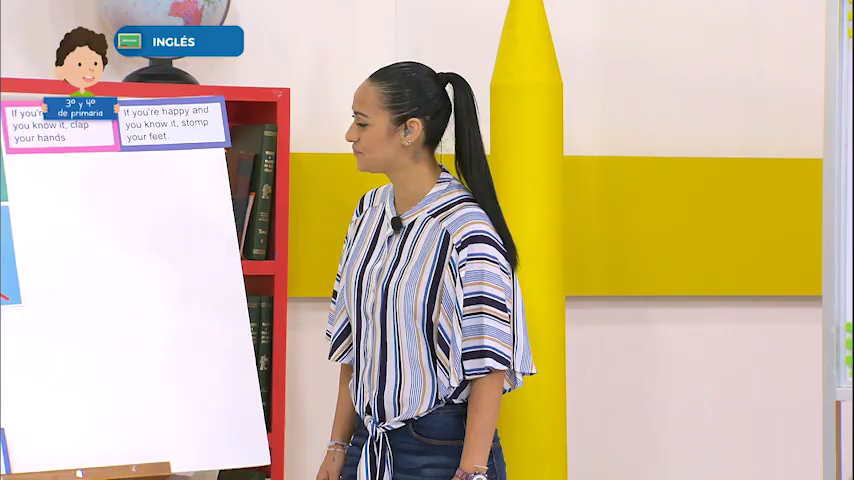 INGLÉS
3º y 4º
de primaria
If you're
you know it, clap
your hands
If you're happy and
you know it, stomp
your feet.